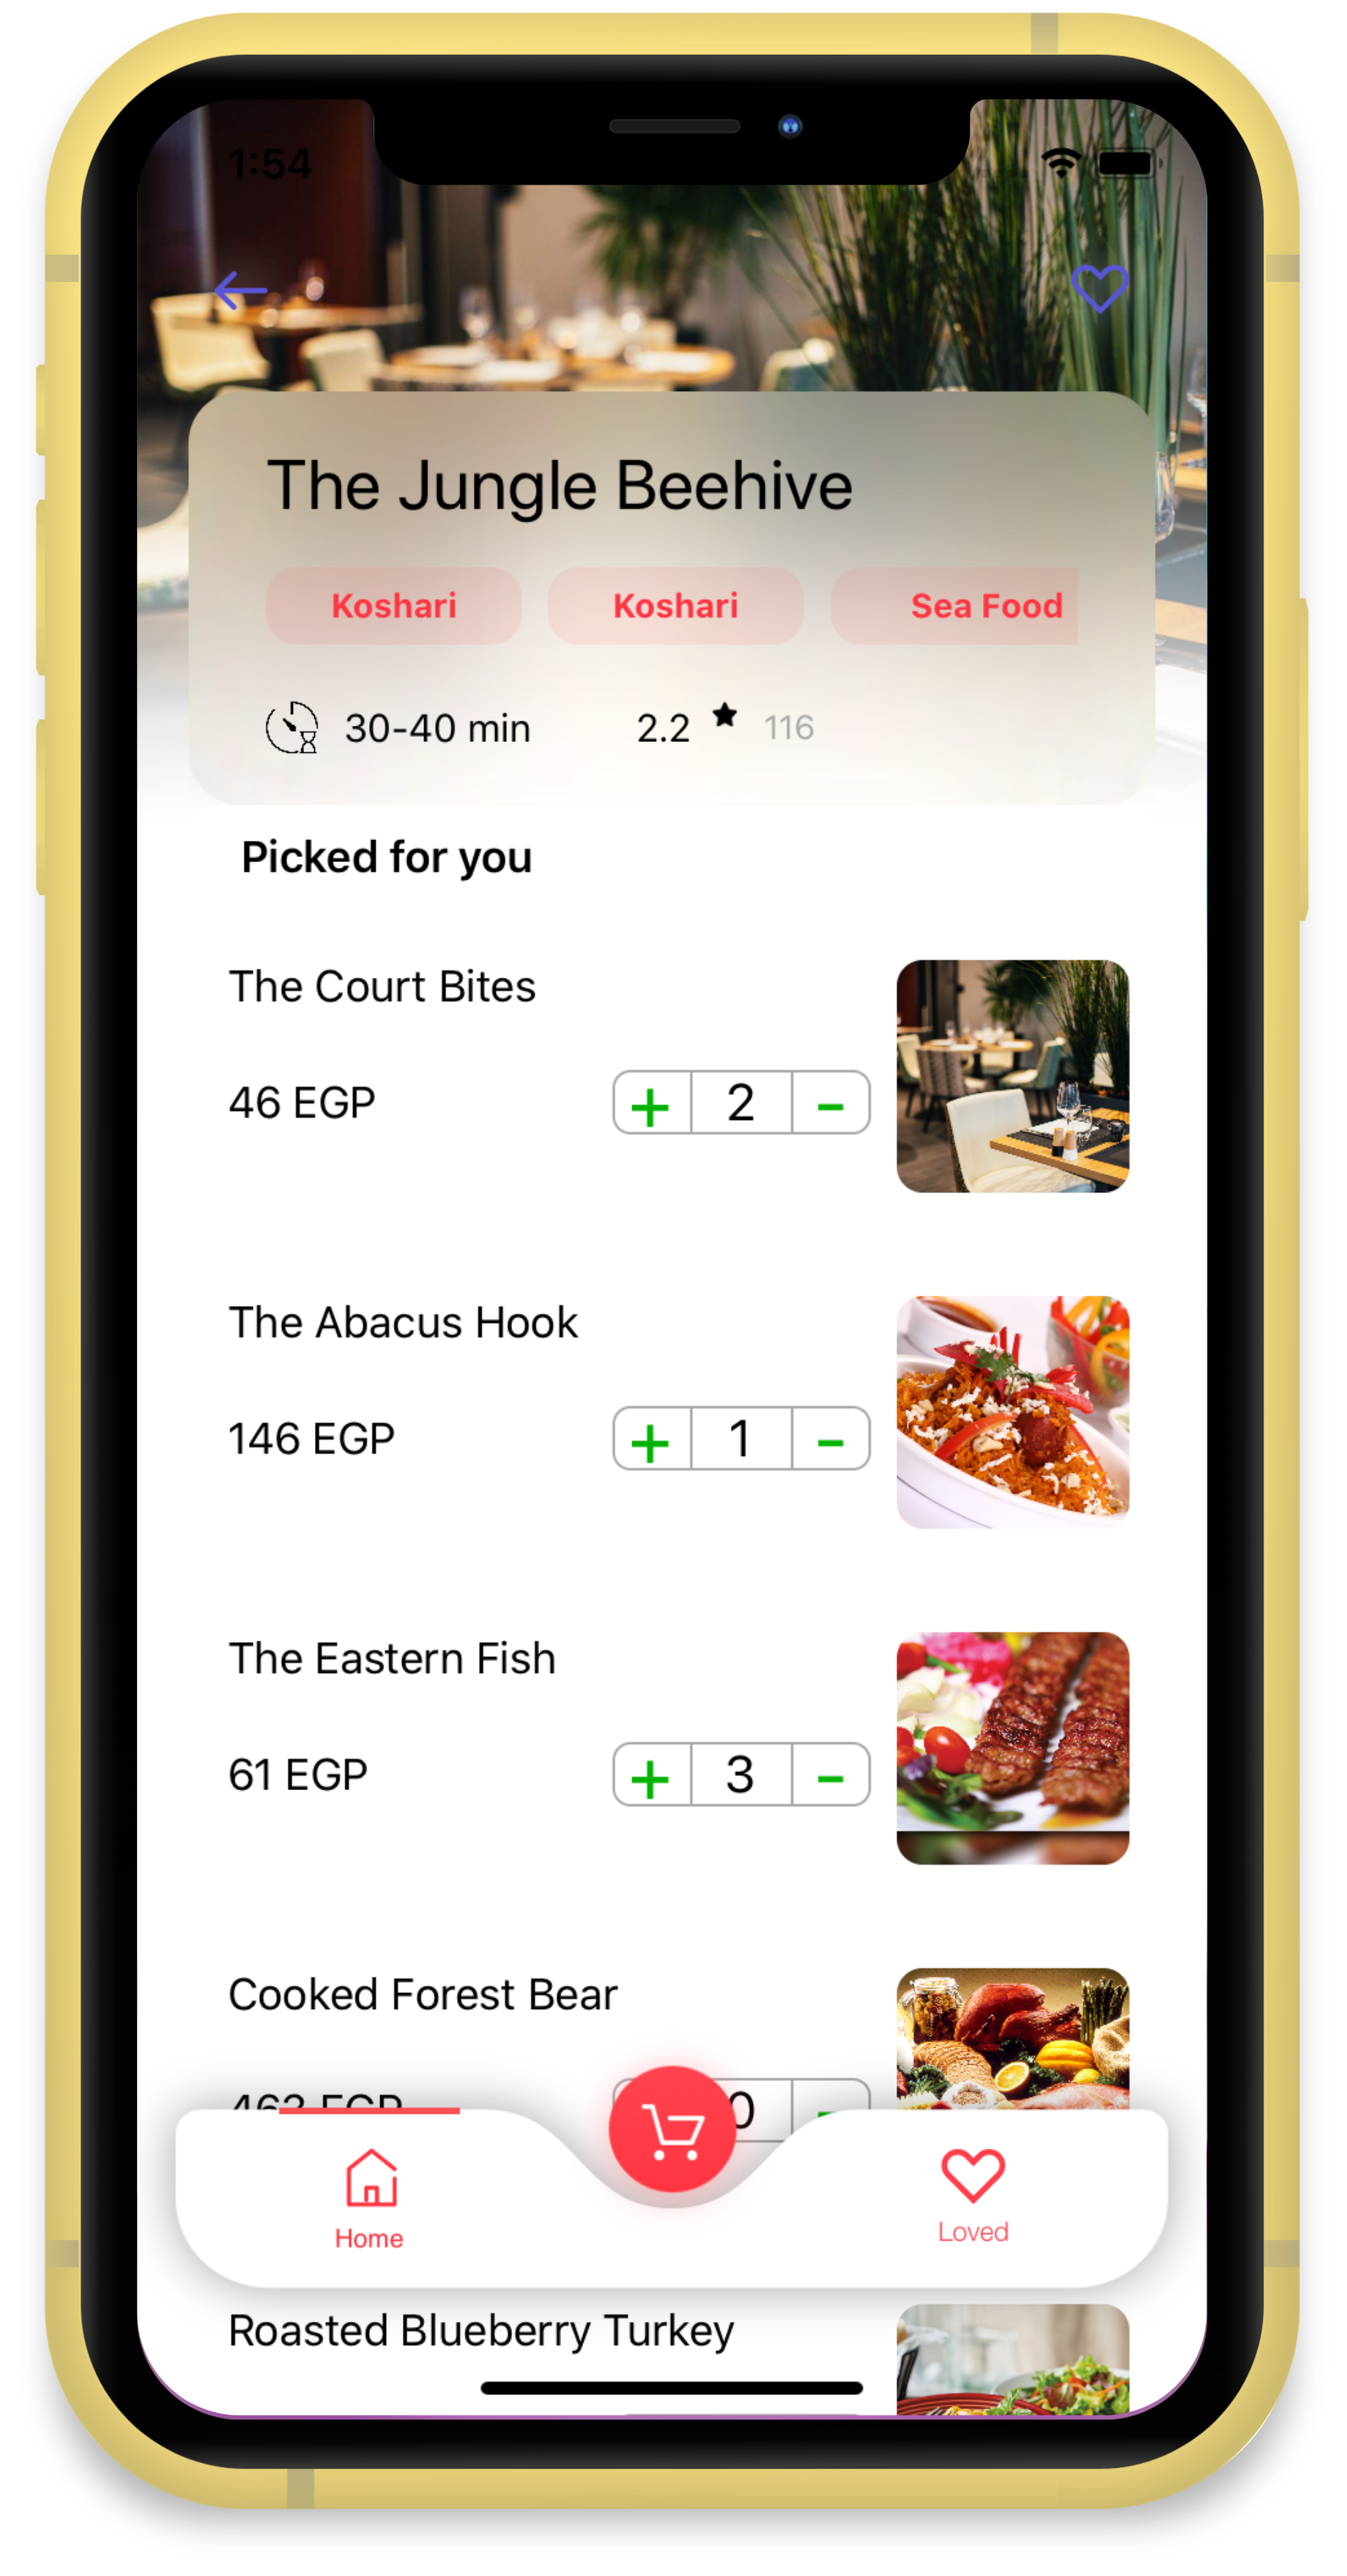 1:54
The Jungle Beehive
Koshari Koshari Sea Food
30-40 min 2.2 116
Picked for you
The Court Bites
46 EGP + 2 -
The Abacus Hook
146 EGP + 1 -
The Eastern Fish
61 EGP + 3 -
Cooked Forest Bear
EGP 0 -
Home Loved
Roasted Blueberry Turkey